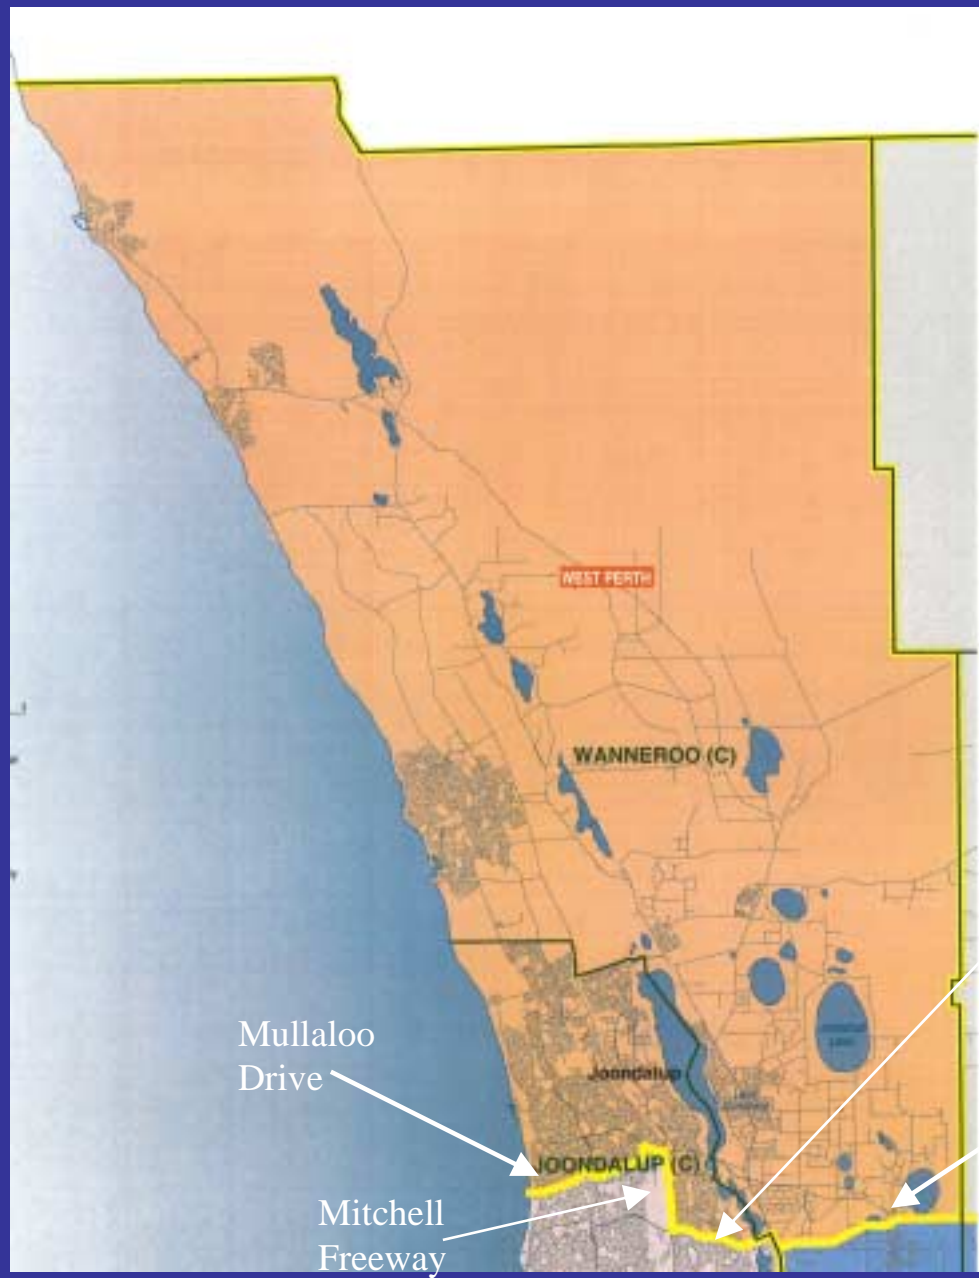 WEST PERTH
WANNEROO (C)
Mullaloo
Drive
Joondalup
JOONDALUP (C)
Mitchell
Freeway